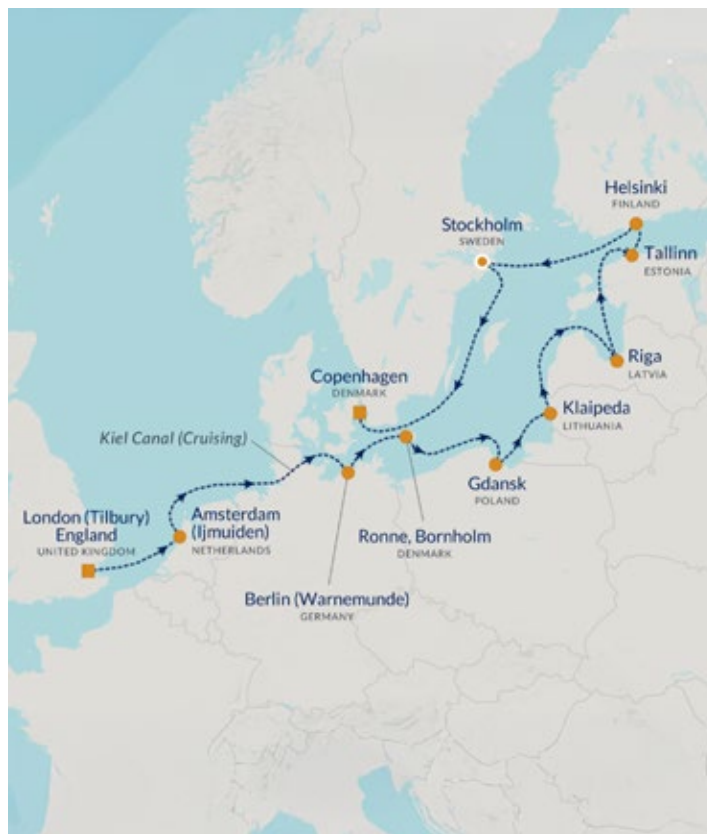 Helsinki
FINLAND
Stockholm
SWEDEN
Tallinn
ESTONIA
Riga
LATVIA
Copenhagen
DENMARK
Klaipeda
LITHUANIA
Kiel Canal (Cruising)
Gdansk
POLAND
London (Tilbury)
England
UNITED KINGDOM
Amsterdam
(Ijmuiden)
NETHERLANDS
Ronne, Bornholm
DENMARK
Berlin (Warnemunde)
GERMANY